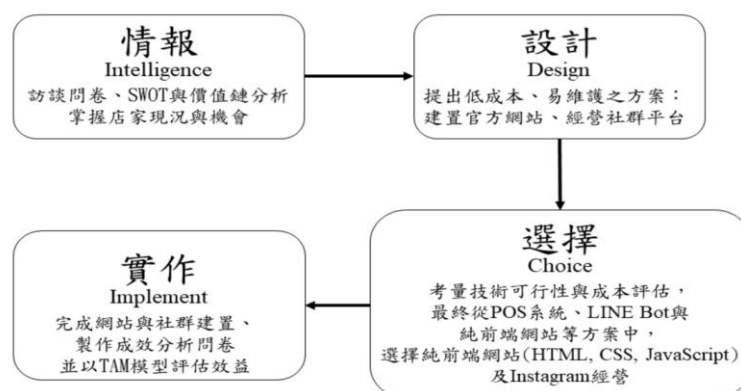 情報
Intelligence
訪談問卷、SWOT與價值鏈分析
掌握店家現況與機會
設計
Design
提出低成本、易維護之方案：
建置官方網站、經營社群平台
選擇
Choice
考量技術可行性與成本評估，
最終從POS系統、LINE Bot與
純前端網站等方案中，
選擇純前端網站(HTML, CSS, JavaScript)
及Instagram經營
實作
Implement
完成網站與社群建置、
製作成效分析問卷
並以TAM模型評估效益